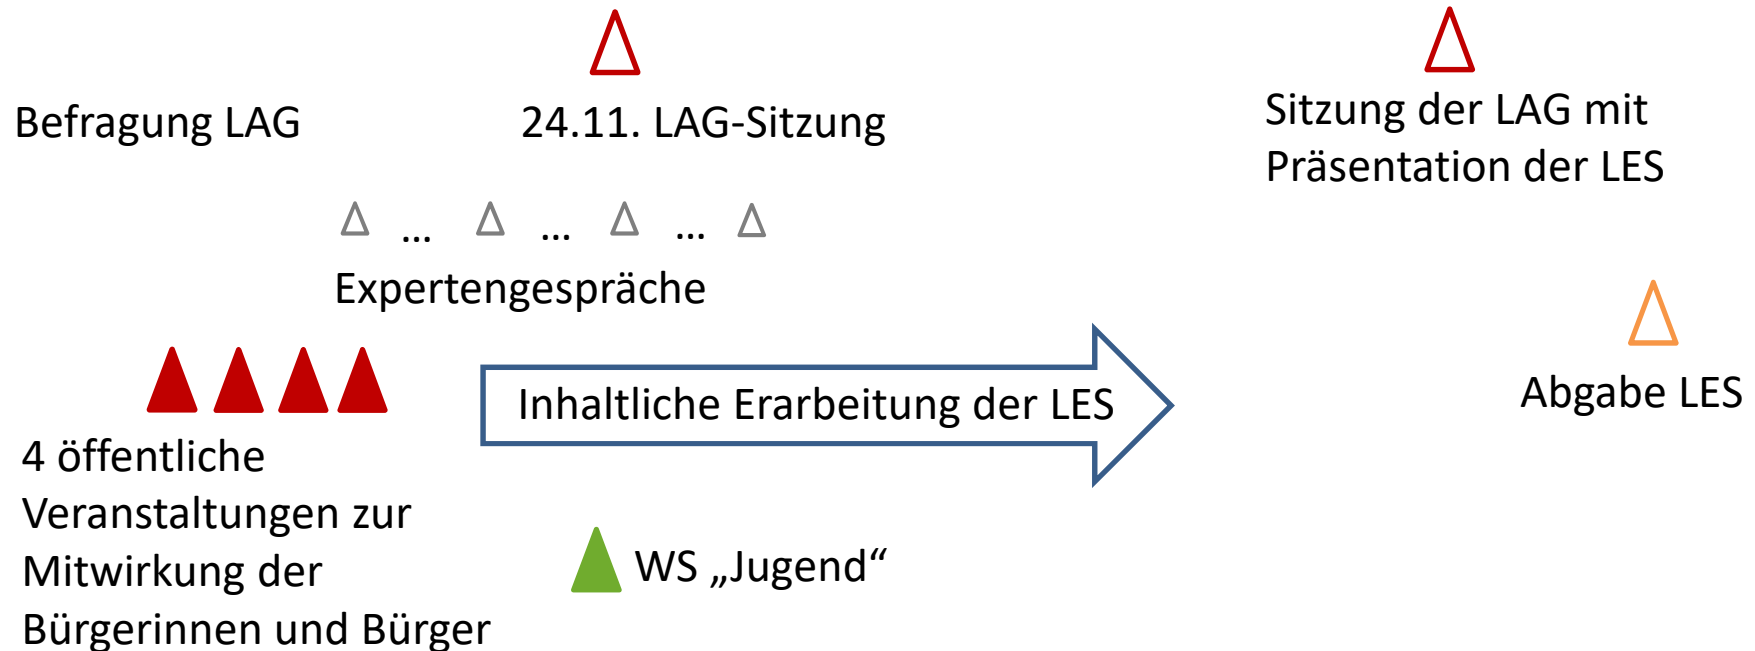 Befragung LAG
24.11. LAG-Sitzung
Sitzung der LAG mit
Präsentation der LES
... ... ...
Expertengespräche
Inhaltliche Erarbeitung der LES
Abgabe LES
4 öffentliche
Veranstaltungen zur
Mitwirkung der
Bürgerinnen und Bürger
WS „Jugend“